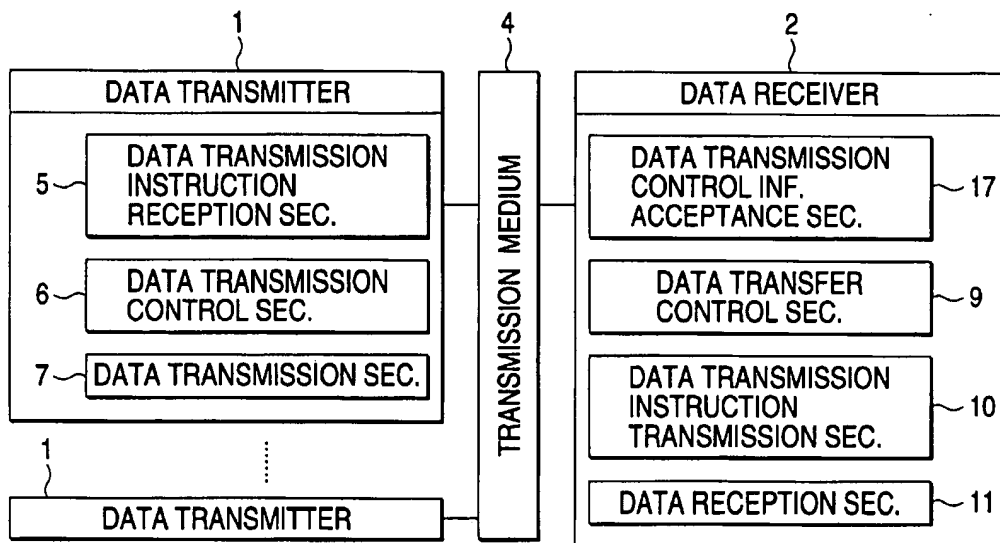 1
4
2
DATA TRANSMITTER
DATA RECEIVER
5
DATA TRANSMISSION
INSTRUCTION
RECEPTION SEC.
6
DATA TRANSMISSION
CONTROL SEC.
7
DATA TRANSMISSION SEC.
1
DATA TRANSMITTER
TRANSMISSION MEDIUM
DATA TRANSMISSION
CONTROL INF.
ACCEPTANCE SEC.
17
DATA TRANSFER
CONTROL SEC.
9
DATA TRANSMISSION
INSTRUCTION
TRANSMISSION SEC.
10
DATA RECEPTION SEC.
11